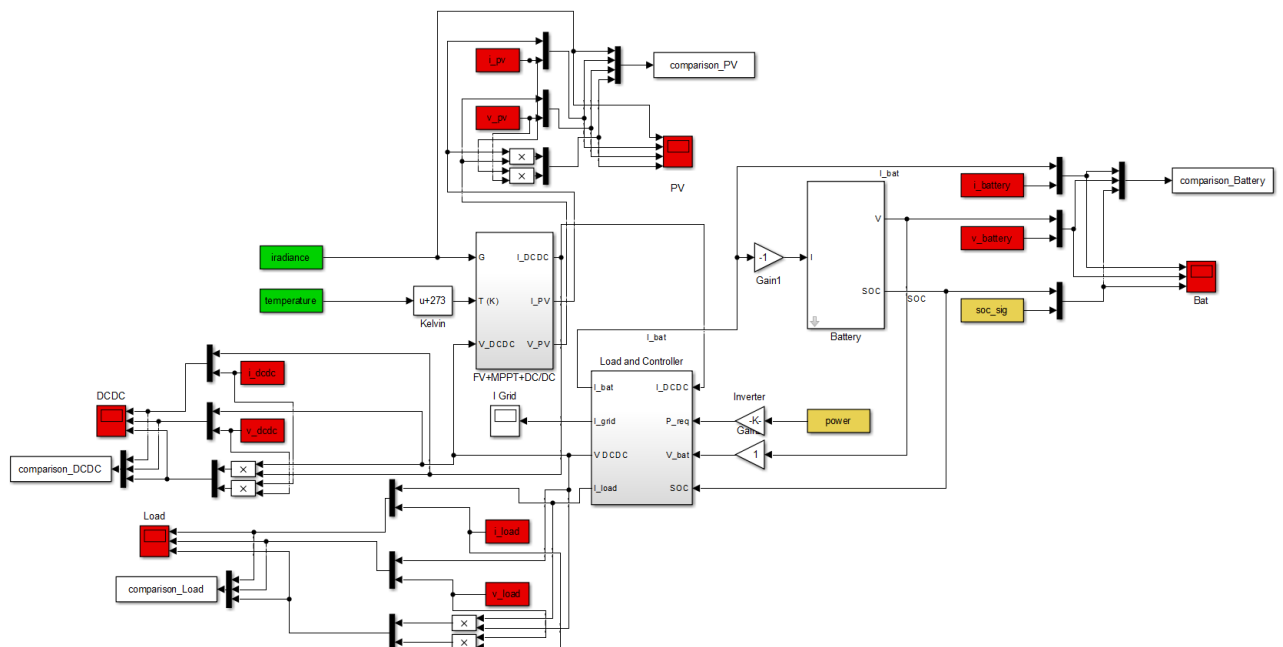 i_pv
comparison_PV
v_pv
×
×
PV
I_bat
i_battery
comparison_Battery
V
v_battery
iradiance
G
I_DCDC
-1
I
Gain1
temperature
u+273
T (K)
I_PV
SOC
SOC
Bat
Kelvin
soc_sig
V_DCDC
V_PV
Battery
I_bat
FV+MPPT+DC/DC
Load and Controller
i_dcdc
DCDC
I Grid
I_bat
I_DCDC
Inverter
v_dcdc
I_grid
P_req
-K-
power
V DCDC
V_bat
1
comparison_DCDC
×
×
I_load
SOC
Load
i_load
comparison_Load
v_load
×
×